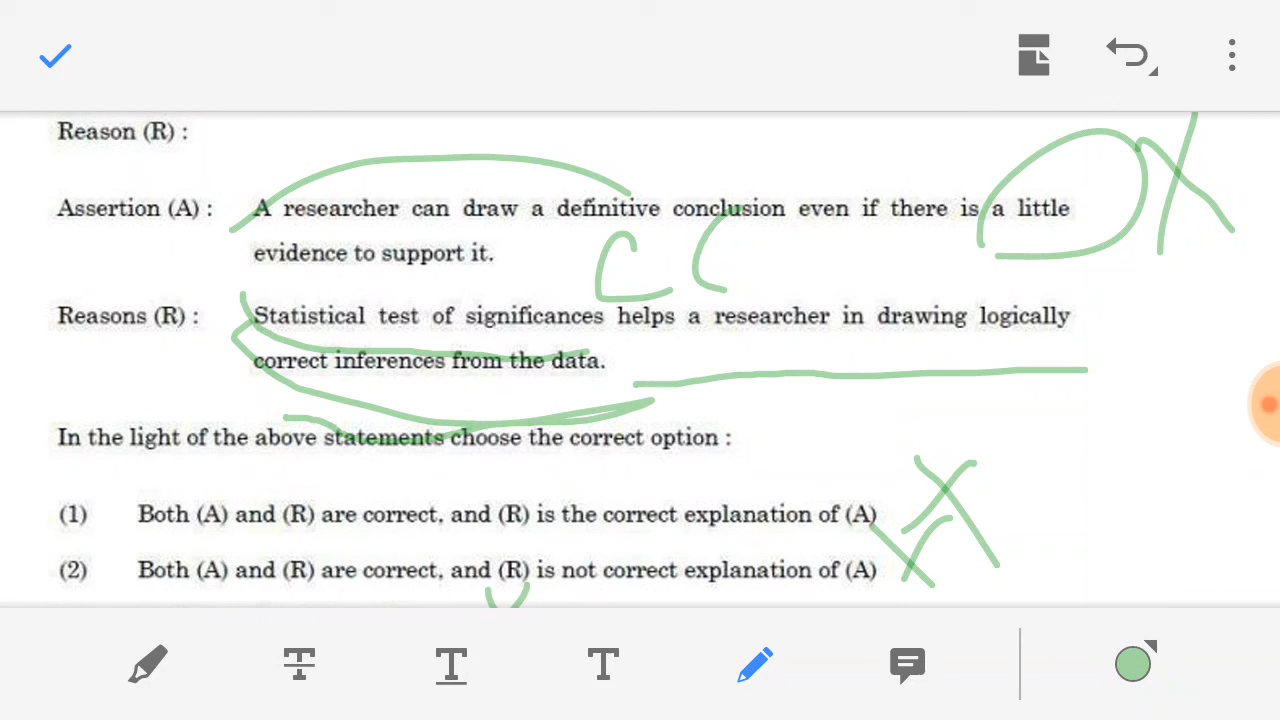 Reason (R) :
Assertion (A) : A researcher can draw a definitive conclusion even if there is a little
evidence to support it.
Reasons (R) : Statistical test of significances helps a researcher in drawing logically
correct inferences from the data.
In the light of the above statements choose the correct option :
(1) Both (A) and (R) are correct, and (R) is the correct explanation of (A)
(2) Both (A) and (R) are correct, and (R) is not correct explanation of (A)